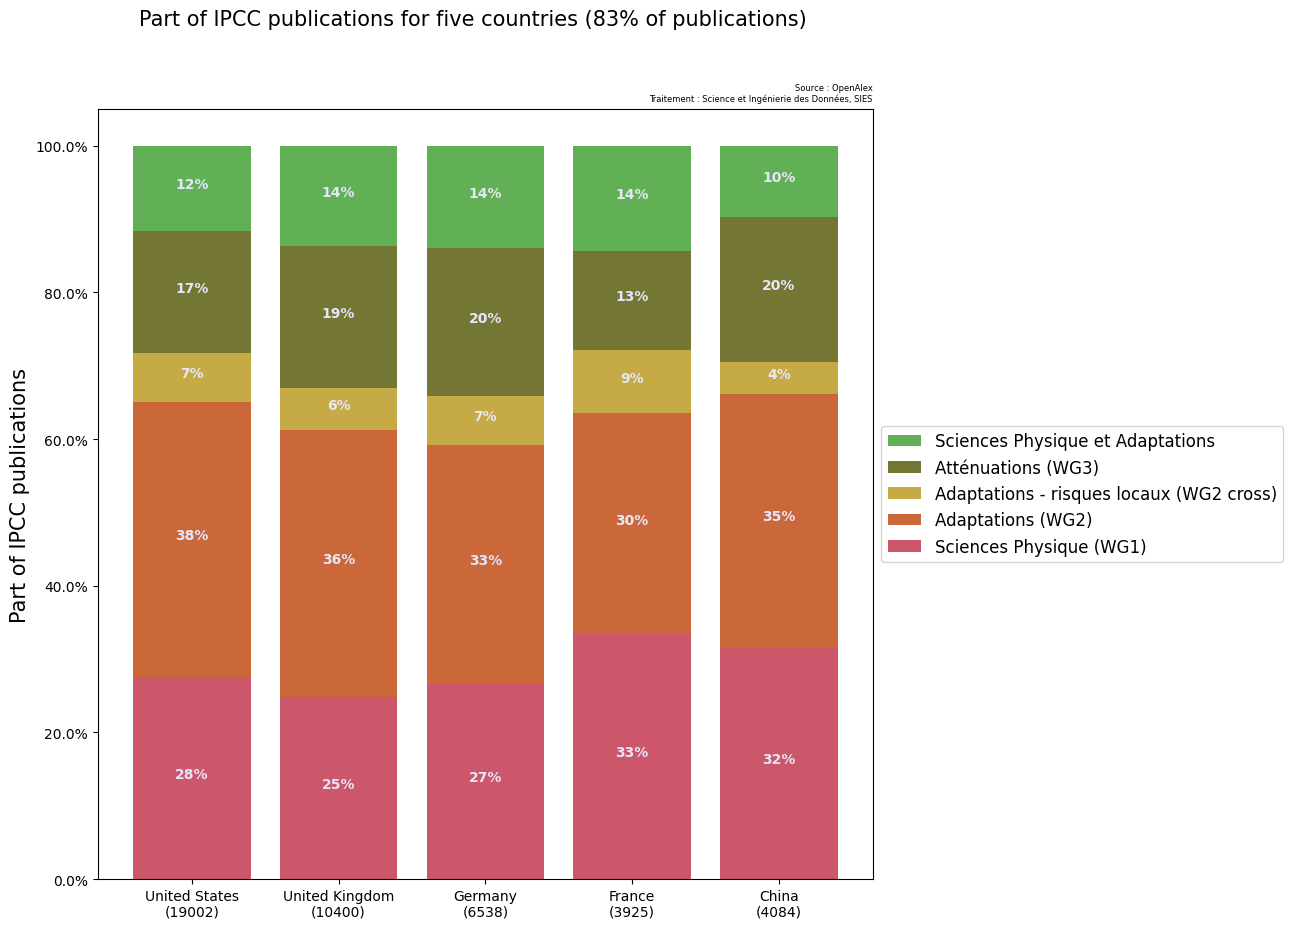 Part of IPCC publications for five countries (83% of publications)
Source : OpenAlex
Traitement : Science et Ingénierie des Données, SIES
Part of IPCC publications
100.0%
80.0%
60.0%
40.0%
20.0%
0.0%
12%
14%
14%
14%
10%
17%
19%
20%
13%
20%
7%
6%
7%
9%
4%
38%
36%
33%
30%
35%
28%
25%
27%
33%
32%
United States
(19002)
United Kingdom
(10400)
Germany
(6538)
France
(3925)
China
(4084)
Sciences Physique et Adaptations
Atténuations (WG3)
Adaptations - risques locaux (WG2 cross)
Adaptations (WG2)
Sciences Physique (WG1)